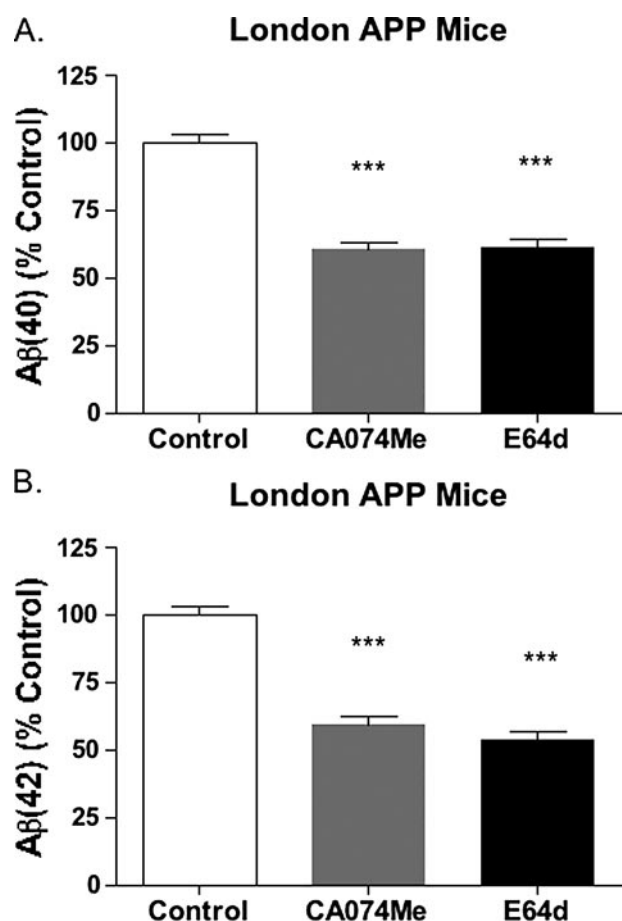 A.
London APP Mice
Aβ(40) (% Control)
125
100
75
50
25
0
***
***
Control CA074Me E64d
B.
London APP Mice
Aβ(42) (% Control)
125
100
75
50
25
0
***
***
Control CA074Me E64d